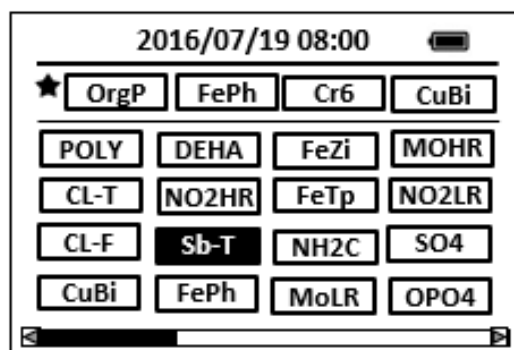 2016/07/19 08:00
OrgP FePh Cr6 CuBi
POLY DEHA FeZi MOHR
CL-T NO2HR FeTp NO2LR
CL-F Sb-T NH2C SO4
CuBi FePh MoLR OPO4